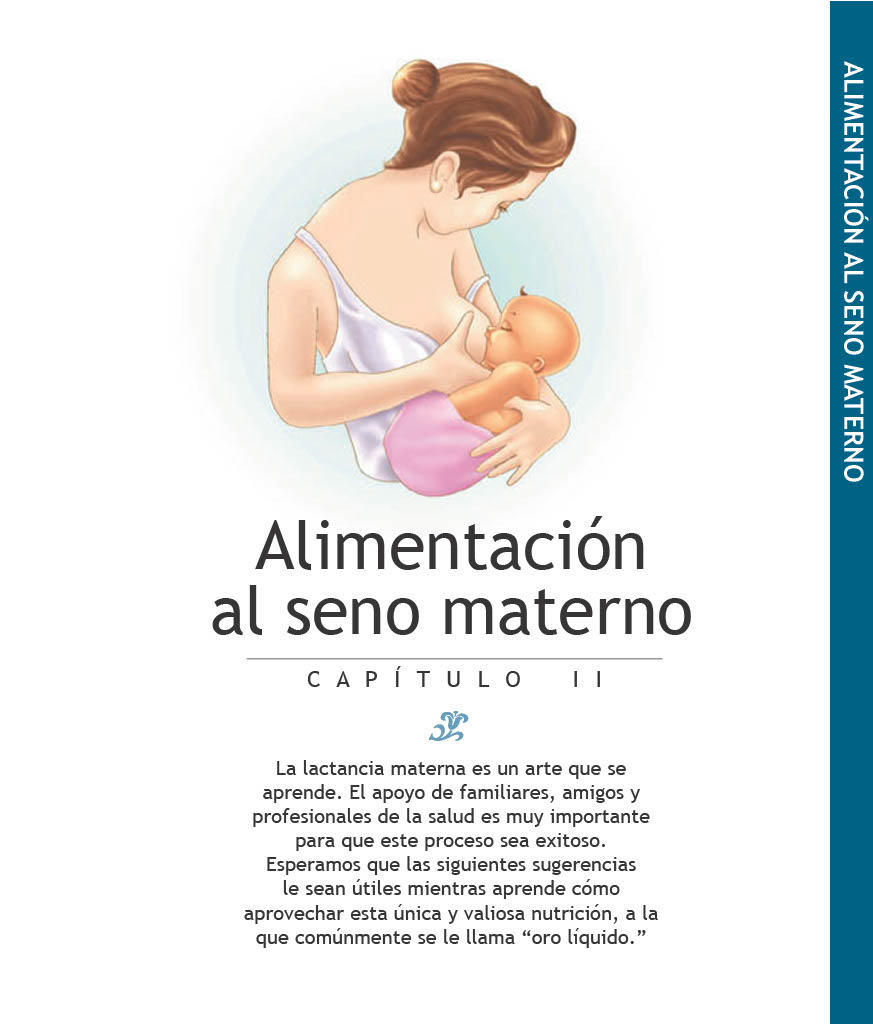 Alimentación
al seno materno
CAPÍTULO II
La lactancia materna es un arte que se
aprende. El apoyo de familiares, amigos y
profesionales de la salud es muy importante
para que este proceso sea exitoso.
Esperamos que las siguientes sugerencias
le sean útiles mientras aprende cómo
aprovechar esta única y valiosa nutrición, a la
que comúnmente se le llama “oro líquido.”
ALIMENTACIÓN AL SENO MATERNO